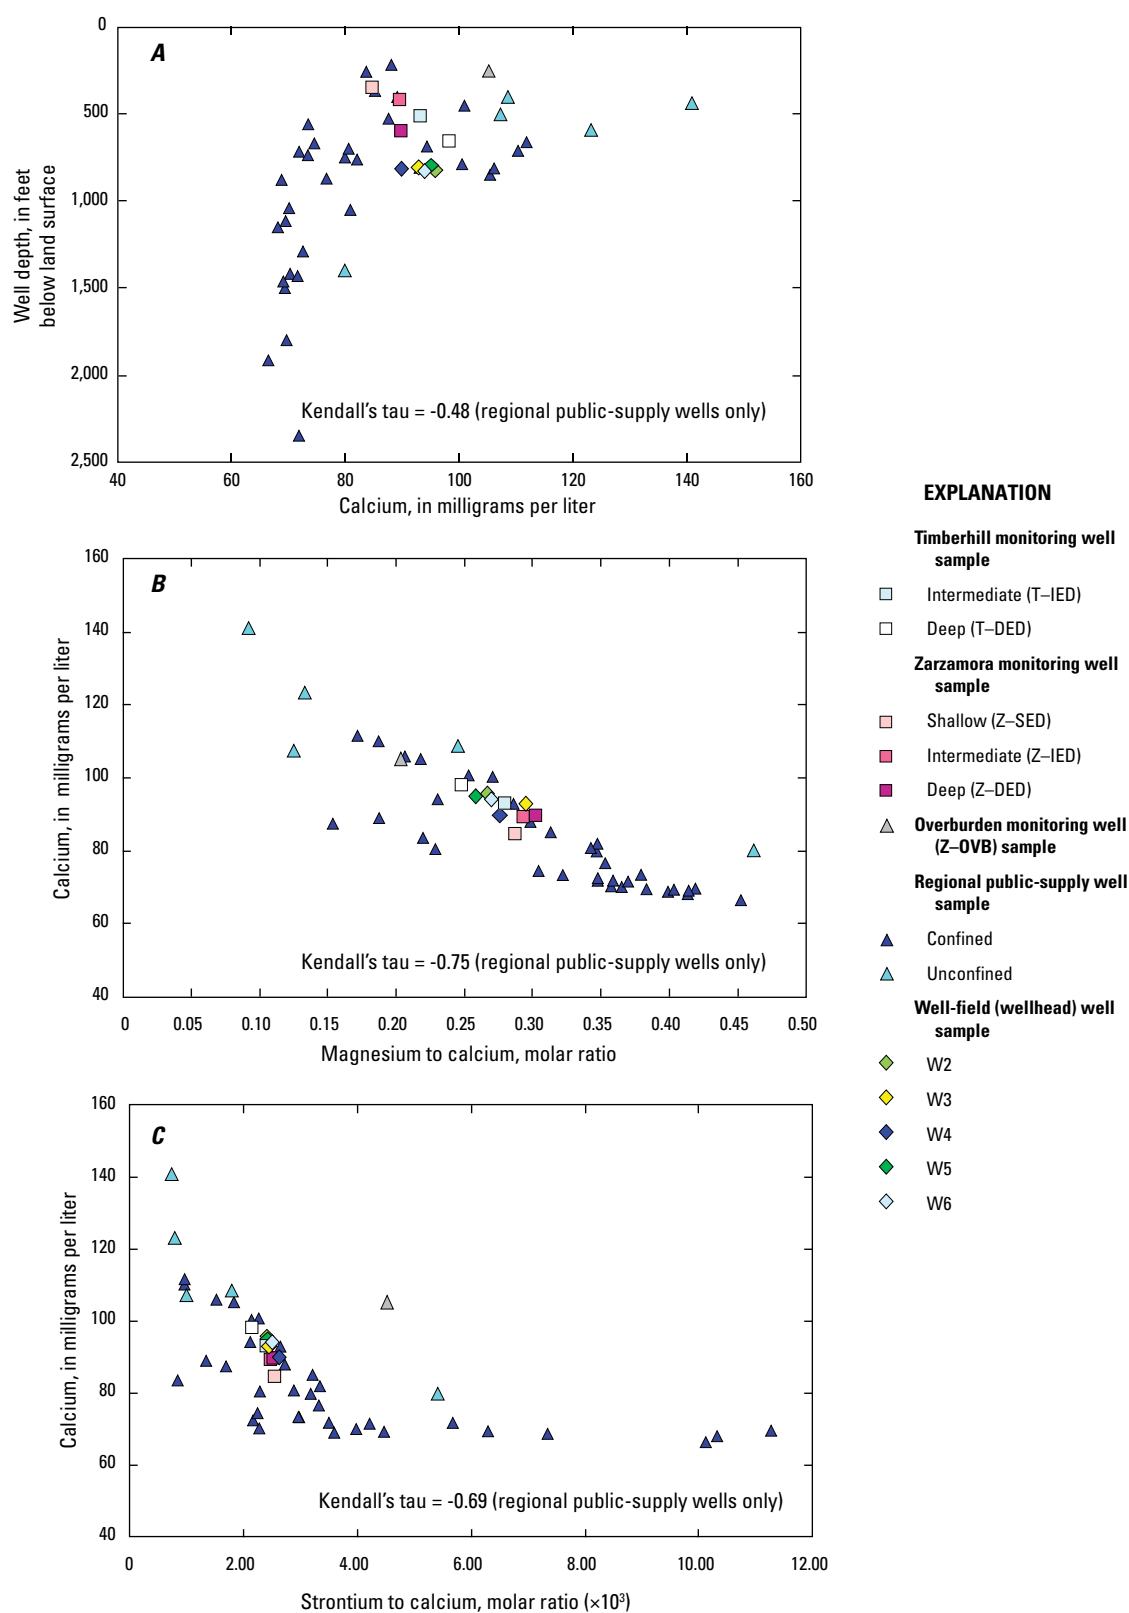 A
0
500
1,000
1,500
2,000
2,500
Well depth, in feet
below land surface
Kendall's tau = -0.48 (regional public-supply wells only)
40 60 80 100 120 140 160
Calcium, in milligrams per liter
B
160
140
120
100
80
60
40
Calcium, in milligrams per liter
Kendall's tau = -0.75 (regional public-supply wells only)
0 0.05 0.10 0.15 0.20 0.25 0.30 0.35 0.40 0.45 0.50
Magnesium to calcium, molar ratio
C
160
140
120
100
80
60
40
Calcium, in milligrams per liter
Kendall's tau = -0.69 (regional public-supply wells only)
0 2.00 4.00 6.00 8.00 10.00 12.00
Strontium to calcium, molar ratio (×10³)
EXPLANATION
Timberhill monitoring well
sample
Intermediate (T–IED)
Deep (T–DED)
Zarzamora monitoring well
sample
Shallow (Z–SED)
Intermediate (Z–IED)
Deep (Z–DED)
Overburden monitoring well
(Z–OVB) sample
Regional public-supply well
sample
Confined
Unconfined
Well-field (wellhead) well
sample
W2
W3
W4
W5
W6